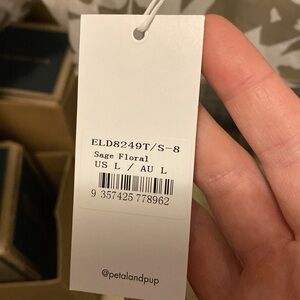 ELD8249T/S-8
Sage Floral
US L / AU L
9 357425 778962
@petalandpup